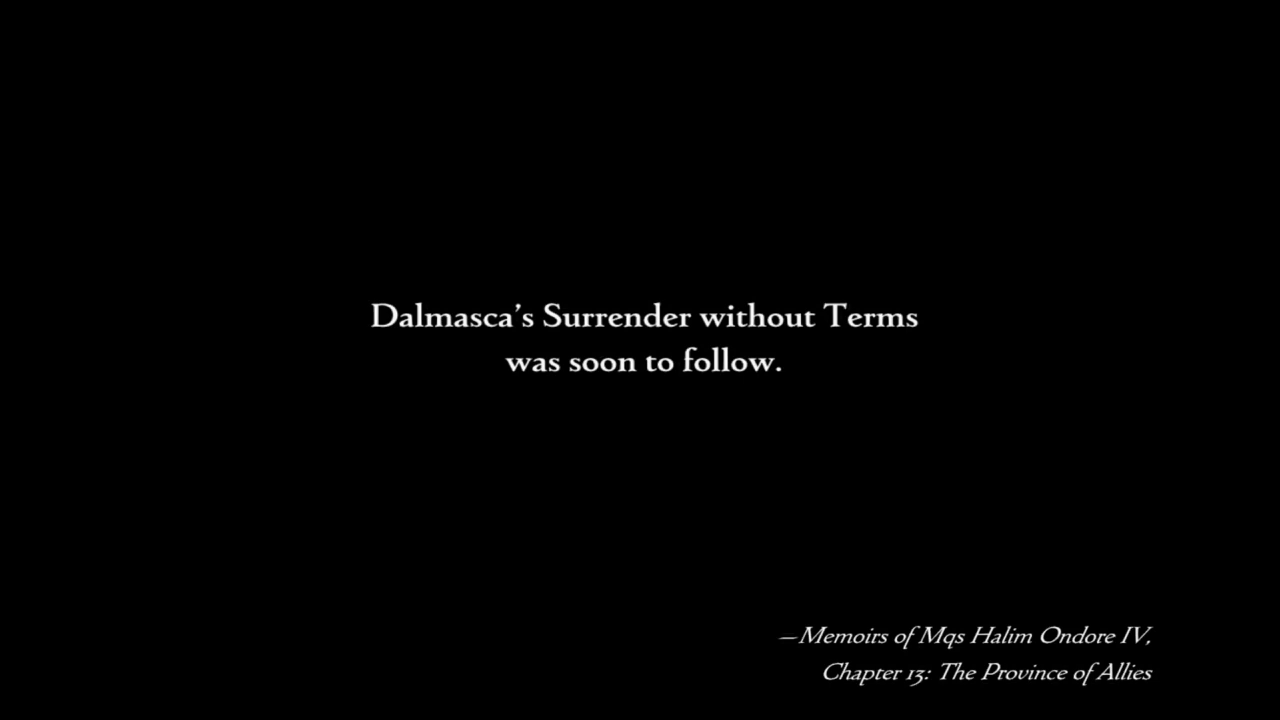 Dalmasca’s Surrender without Terms
was soon to follow.
—Memoirs of Mqs Halim Ondore IV,
Chapter 13: The Province of Allies